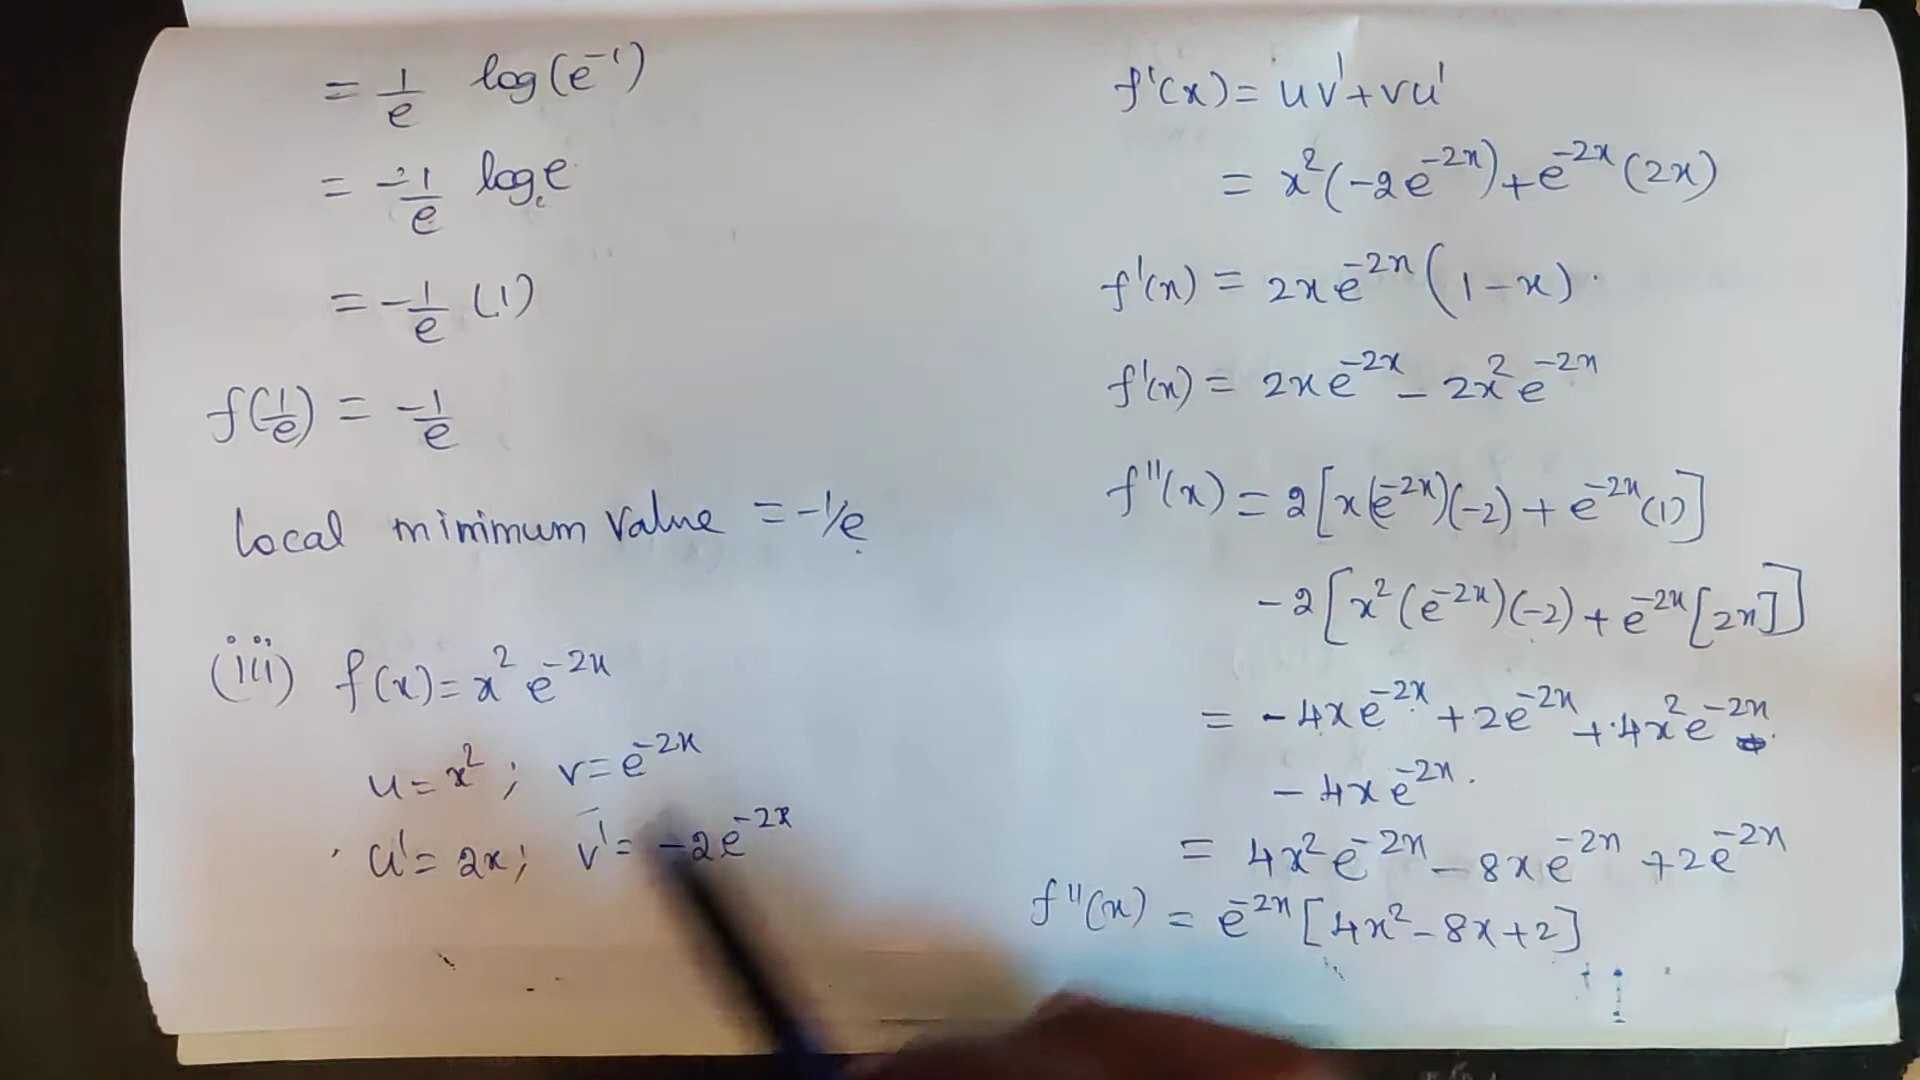 = 1/e log(e⁻¹)
= -1/e logₑe
= -1/e (1)
f(1/e) = -1/e
local minimum value = -1/e
(iii) f(x) = x² e⁻²ˣ
u = x² ; v = e⁻²ˣ
u' = 2x ; v' = -2e⁻²ˣ
f'(x) = uv' + vu'
= x²(-2e⁻²ˣ) + e⁻²ˣ (2x)
f'(x) = 2xe⁻²ˣ (1-x).
f'(x) = 2xe⁻²ˣ - 2x² e⁻²ˣ
f''(x) = 2[x(e⁻²ˣ)(-2) + e⁻²ˣ(1)]
-2[x²(e⁻²ˣ)(-2) + e⁻²ˣ[2x]]
= -4xe⁻²ˣ + 2e⁻²ˣ + 4x²e⁻²ˣ
- 4xe⁻²ˣ.
= 4x²e⁻²ˣ - 8xe⁻²ˣ + 2e⁻²ˣ
f''(x) = e⁻²ˣ [4x² - 8x + 2]